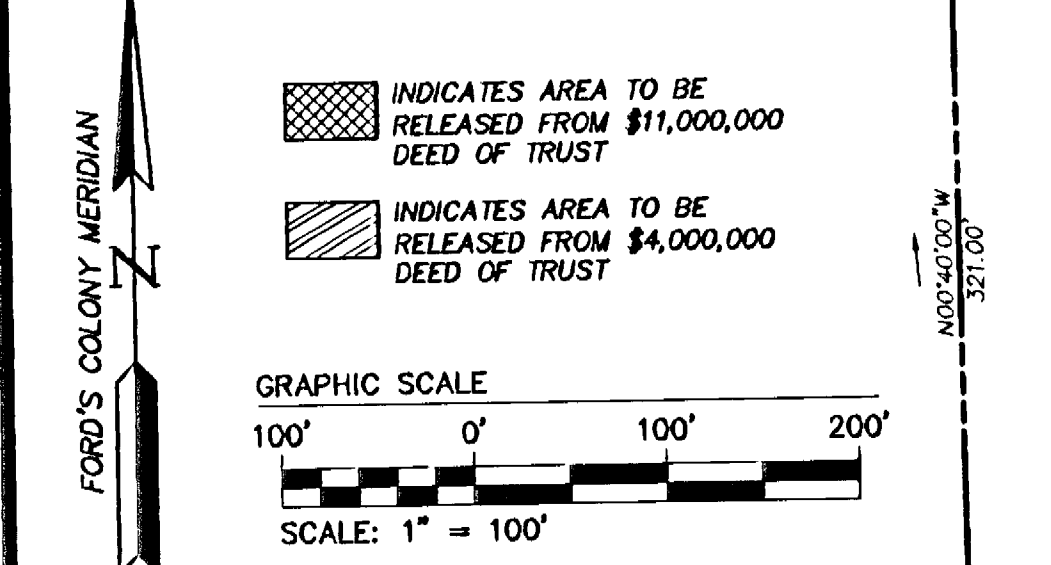 FORD'S COLONY MERIDIAN
N
INDICATES AREA TO BE
RELEASED FROM $11,000,000
DEED OF TRUST
INDICATES AREA TO BE
RELEASED FROM $4,000,000
DEED OF TRUST
GRAPHIC SCALE
100' 0' 100' 200'
SCALE: 1" = 100'
N00°40'00"W
321.00'